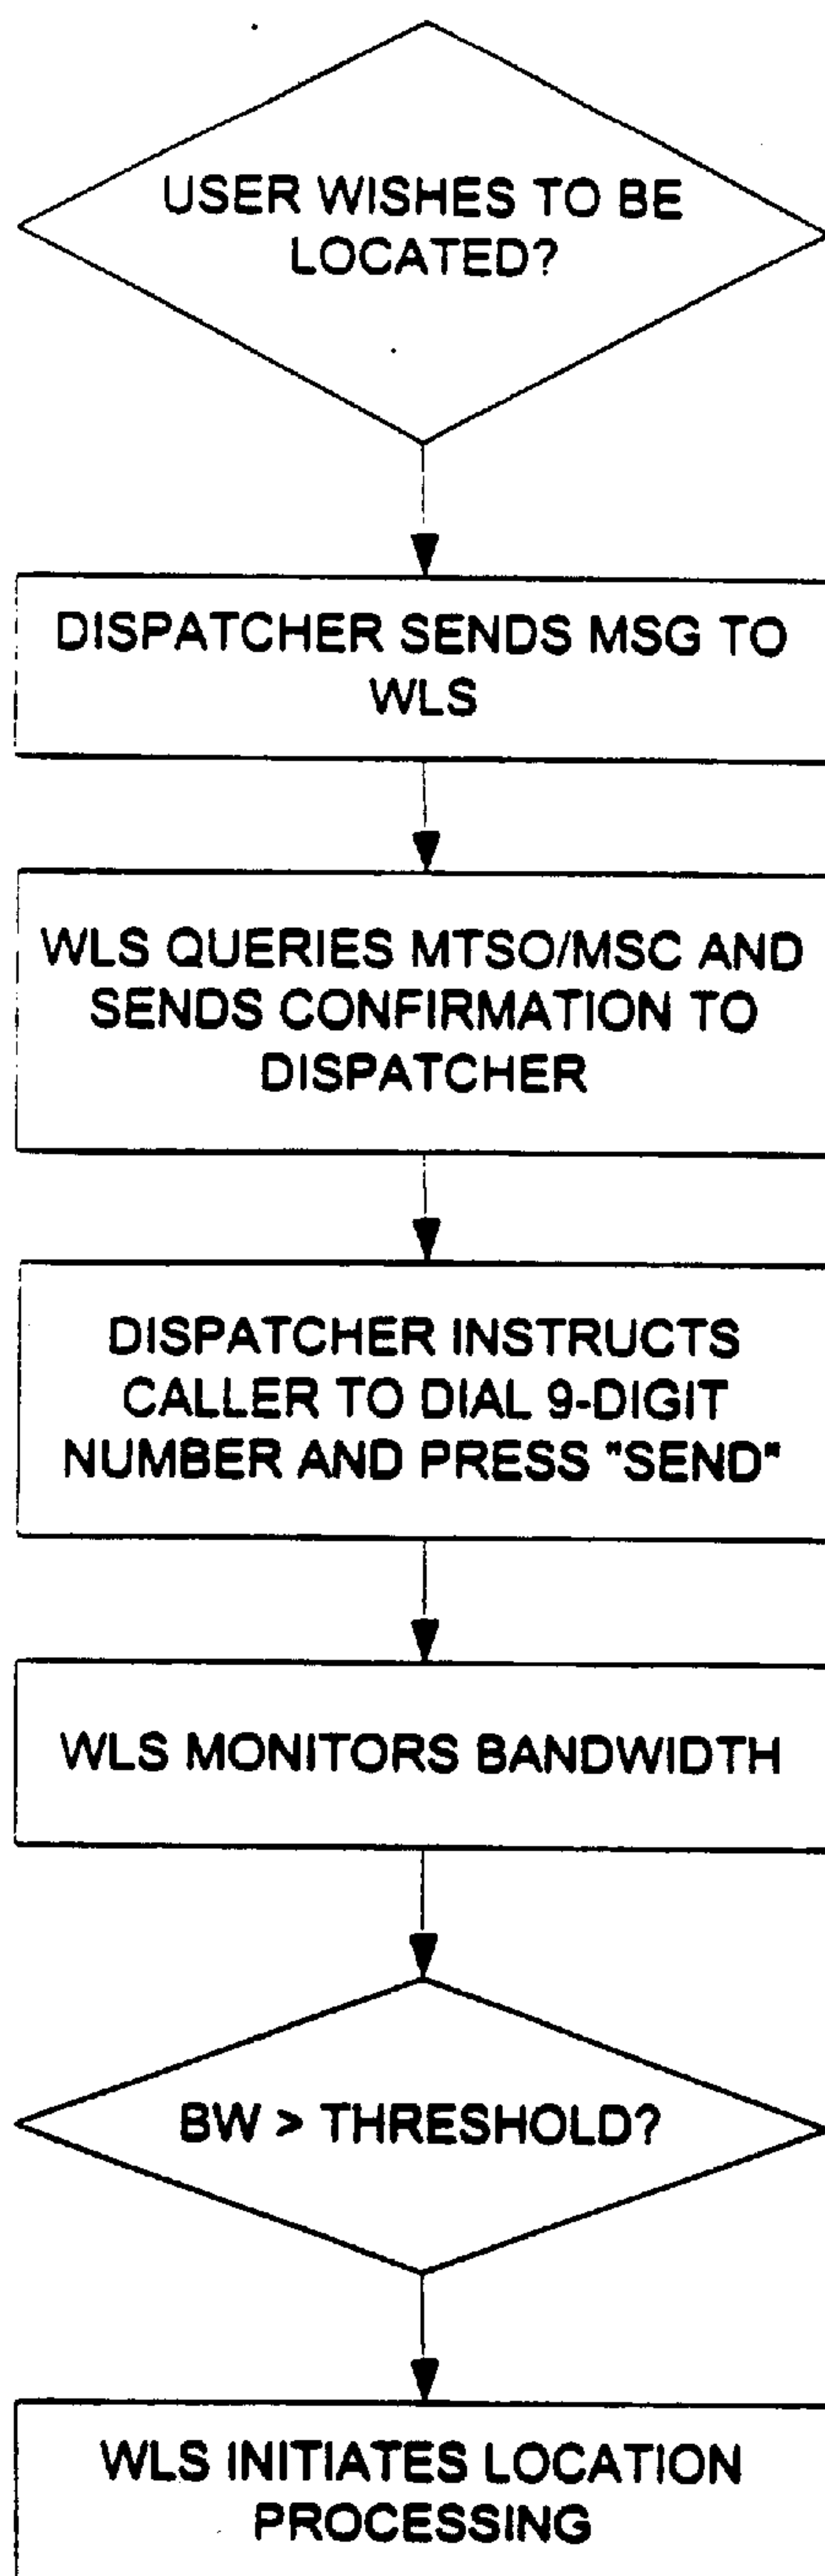 USER WISHES TO BE
LOCATED?
DISPATCHER SENDS MSG TO
WLS
WLS QUERIES MTSO/MSC AND
SENDS CONFIRMATION TO
DISPATCHER
DISPATCHER INSTRUCTS
CALLER TO DIAL 9-DIGIT
NUMBER AND PRESS "SEND"
WLS MONITORS BANDWIDTH
BW > THRESHOLD?
WLS INITIATES LOCATION
PROCESSING